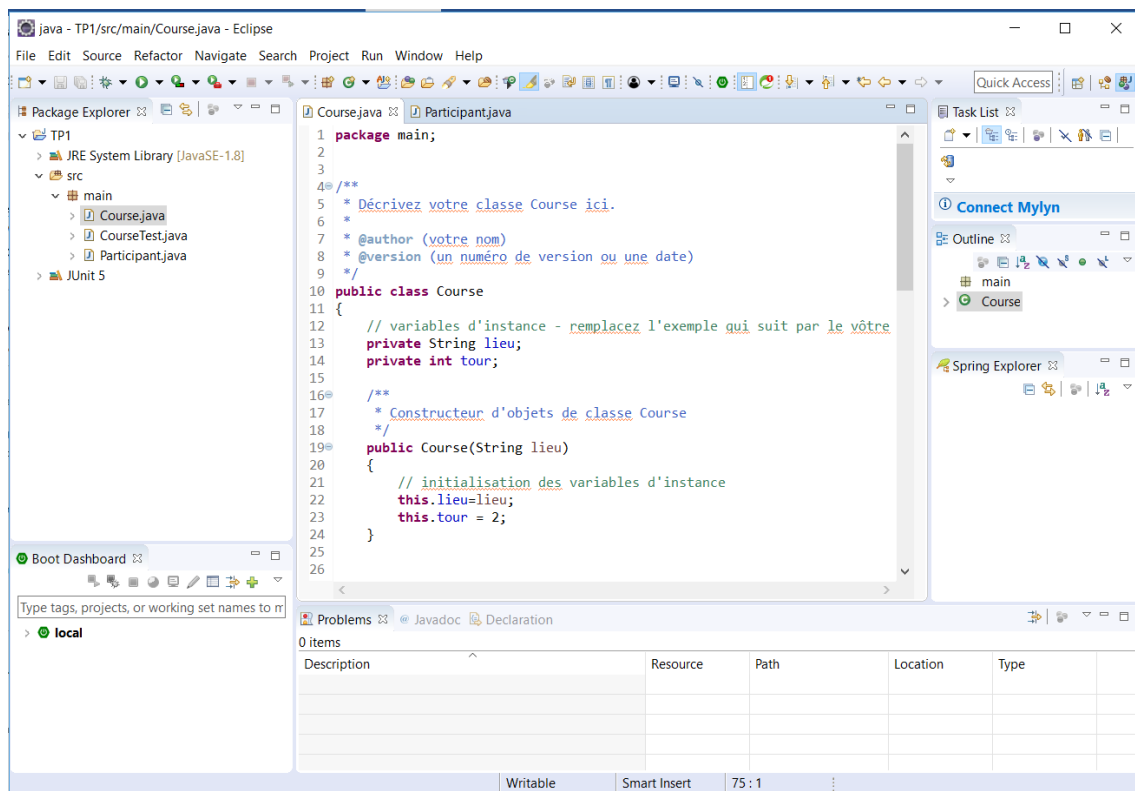 java - TP1/src/main/Course.java - Eclipse
File Edit Source Refactor Navigate Search Project Run Window Help
Quick Access
Package Explorer
TP1
JRE System Library [JavaSE-1.8]
src
main
Course.java
CourseTest.java
Participant.java
JUnit 5
Boot Dashboard
Type tags, projects, or working set names to m
local
Course.java Participant.java
1 package main;
2
3
4 /**
5 * Décrivez votre classe Course ici.
6 *
7 * @author (votre nom)
8 * @version (un numéro de version ou une date)
9 */
10 public class Course
11 {
12 // variables d'instance - remplacez l'exemple qui suit par le vôtre
13 private String lieu;
14 private int tour;
15
16 /**
17 * Constructeur d'objets de classe Course
18 */
19 public Course(String lieu)
20 {
21 // initialisation des variables d'instance
22 this.lieu=lieu;
23 this.tour = 2;
24 }
25
26
Task List
Connect Mylyn
Outline
main
Course
Spring Explorer
Problems Javadoc Declaration
0 items
Description Resource Path Location Type
Writable Smart Insert 75 : 1